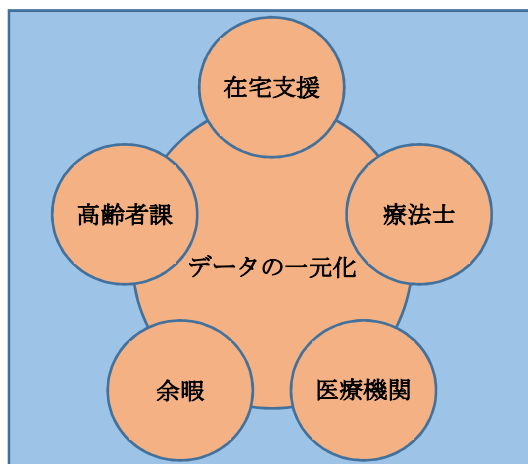 在宅支援
高齢者課
療法士
データの一元化
余暇
医療機関